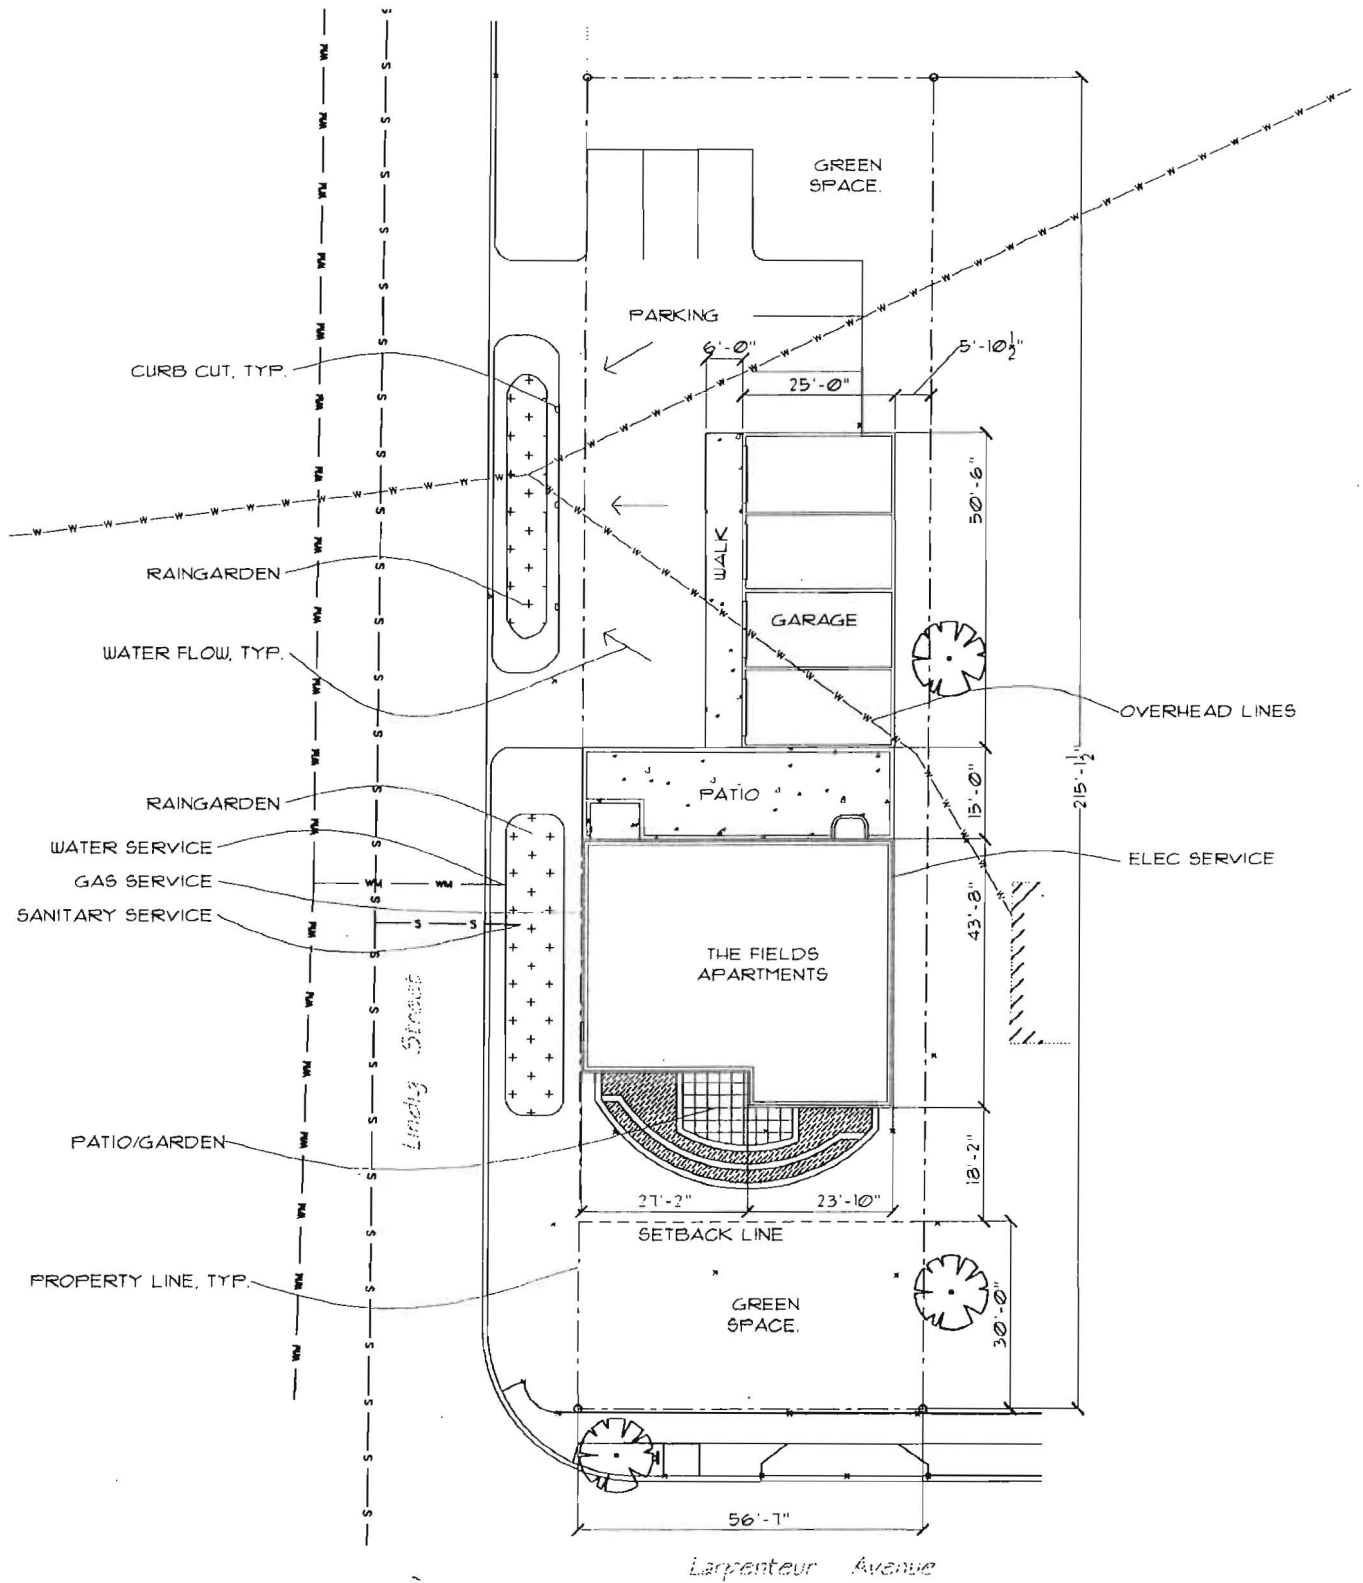 GREEN
SPACE.
PARKING
6'-0"
5'-10½"
CURB CUT, TYP.
25'-0"
50'-6"
WALK
RAINGARDEN
GARAGE
WATER FLOW, TYP.
OVERHEAD LINES
215'-1½"
PATIO
15'-0"
RAINGARDEN
WATER SERVICE
ELEC SERVICE
GAS SERVICE
SANITARY SERVICE
43'-8"
THE FIELDS
APARTMENTS
Lindig Street
PATIO/GARDEN
18'-2"
27'-2"
23'-10"
SETBACK LINE
PROPERTY LINE, TYP.
GREEN
SPACE.
30'-0"
56'-7"
Larpenteur Avenue